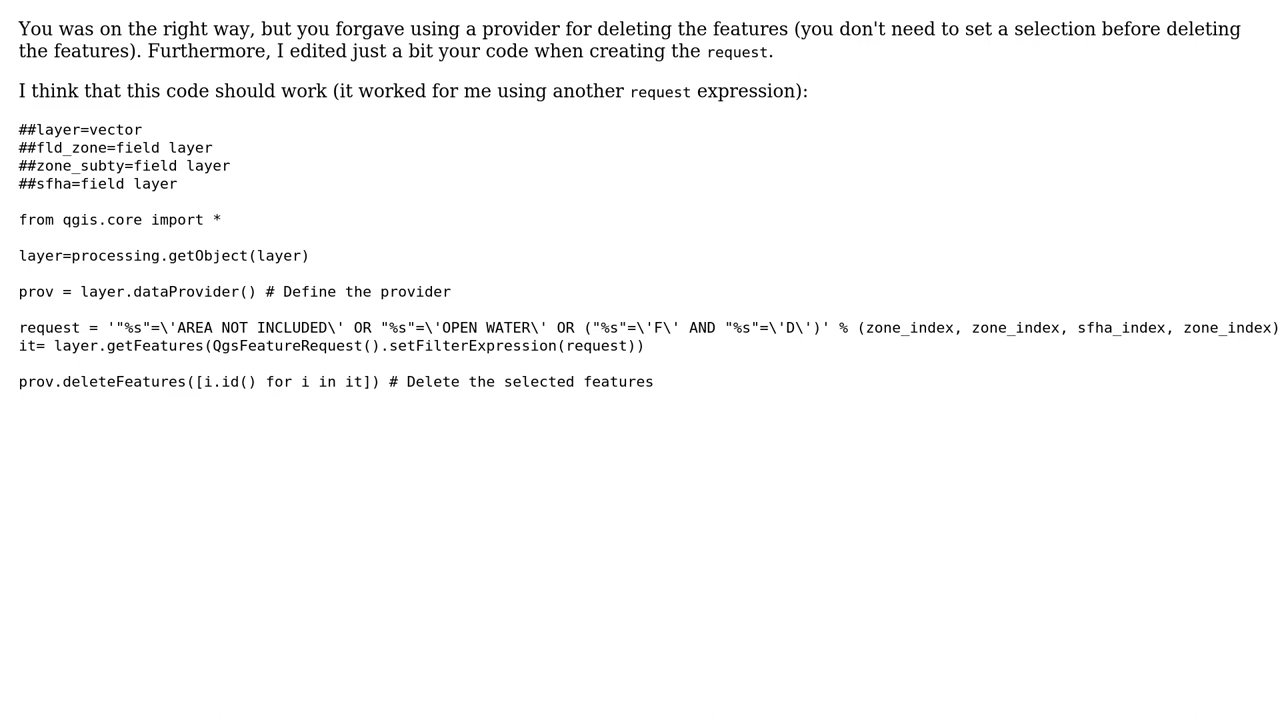 You was on the right way, but you forgave using a provider for deleting the features (you don't need to set a selection before deleting
the features). Furthermore, I edited just a bit your code when creating the request.
I think that this code should work (it worked for me using another request expression):
##layer=vector
##fld_zone=field layer
##zone_subty=field layer
##sfha=field layer
from qgis.core import *
layer=processing.getObject(layer)
prov = layer.dataProvider() # Define the provider
request = '"%s"=\'AREA NOT INCLUDED\' OR "%s"=\'OPEN WATER\' OR ("%s"=\'F\' AND "%s"=\'D\')' % (zone_index, zone_index, sfha_index, zone_index)
it= layer.getFeatures(QgsFeatureRequest().setFilterExpression(request))
prov.deleteFeatures([i.id() for i in it]) # Delete the selected features